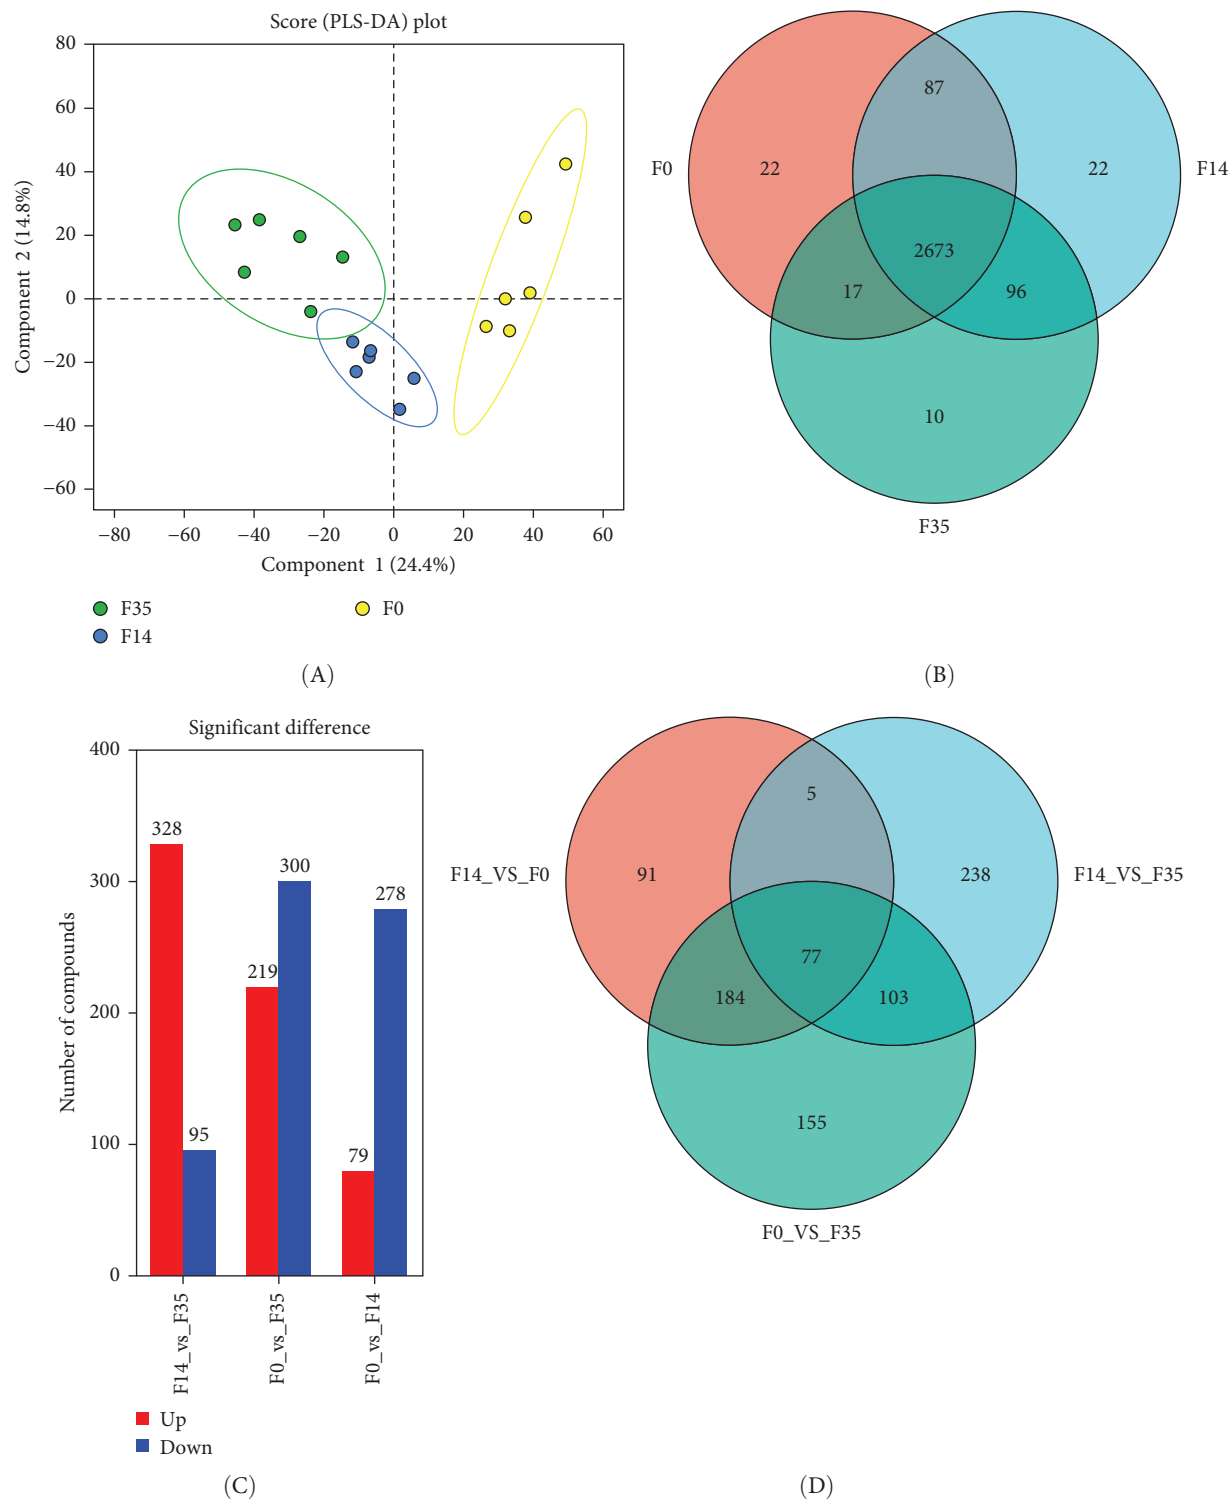 Score (PLS-DA) plot
80
60
40
20
0
−20
−40
−60
Component 2 (14.8%)
−80
−60
−40
−20
0
20
40
60
Component 1 (24.4%)
F35
F0
F14
(A)
87
F0
22
22
F14
2673
17
96
10
F35
(B)
Significant difference
400
300
200
100
0
Number of compounds
328
95
219
300
79
278
F14_vs_F35
F0_vs_F35
F0_vs_F14
Up
Down
(C)
5
F14_VS_F0
91
238
F14_VS_F35
77
184
103
155
F0_VS_F35
(D)